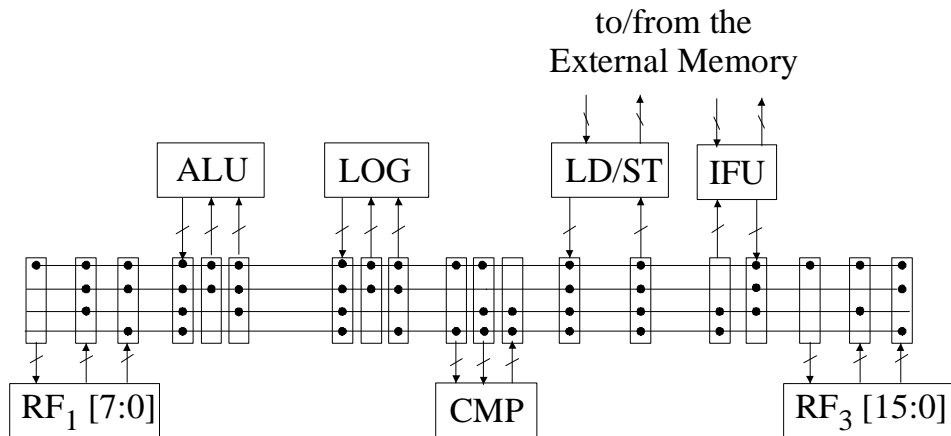 to/from the
External Memory
ALU
LOG
LD/ST
IFU
RF1 [7:0]
CMP
RF3 [15:0]